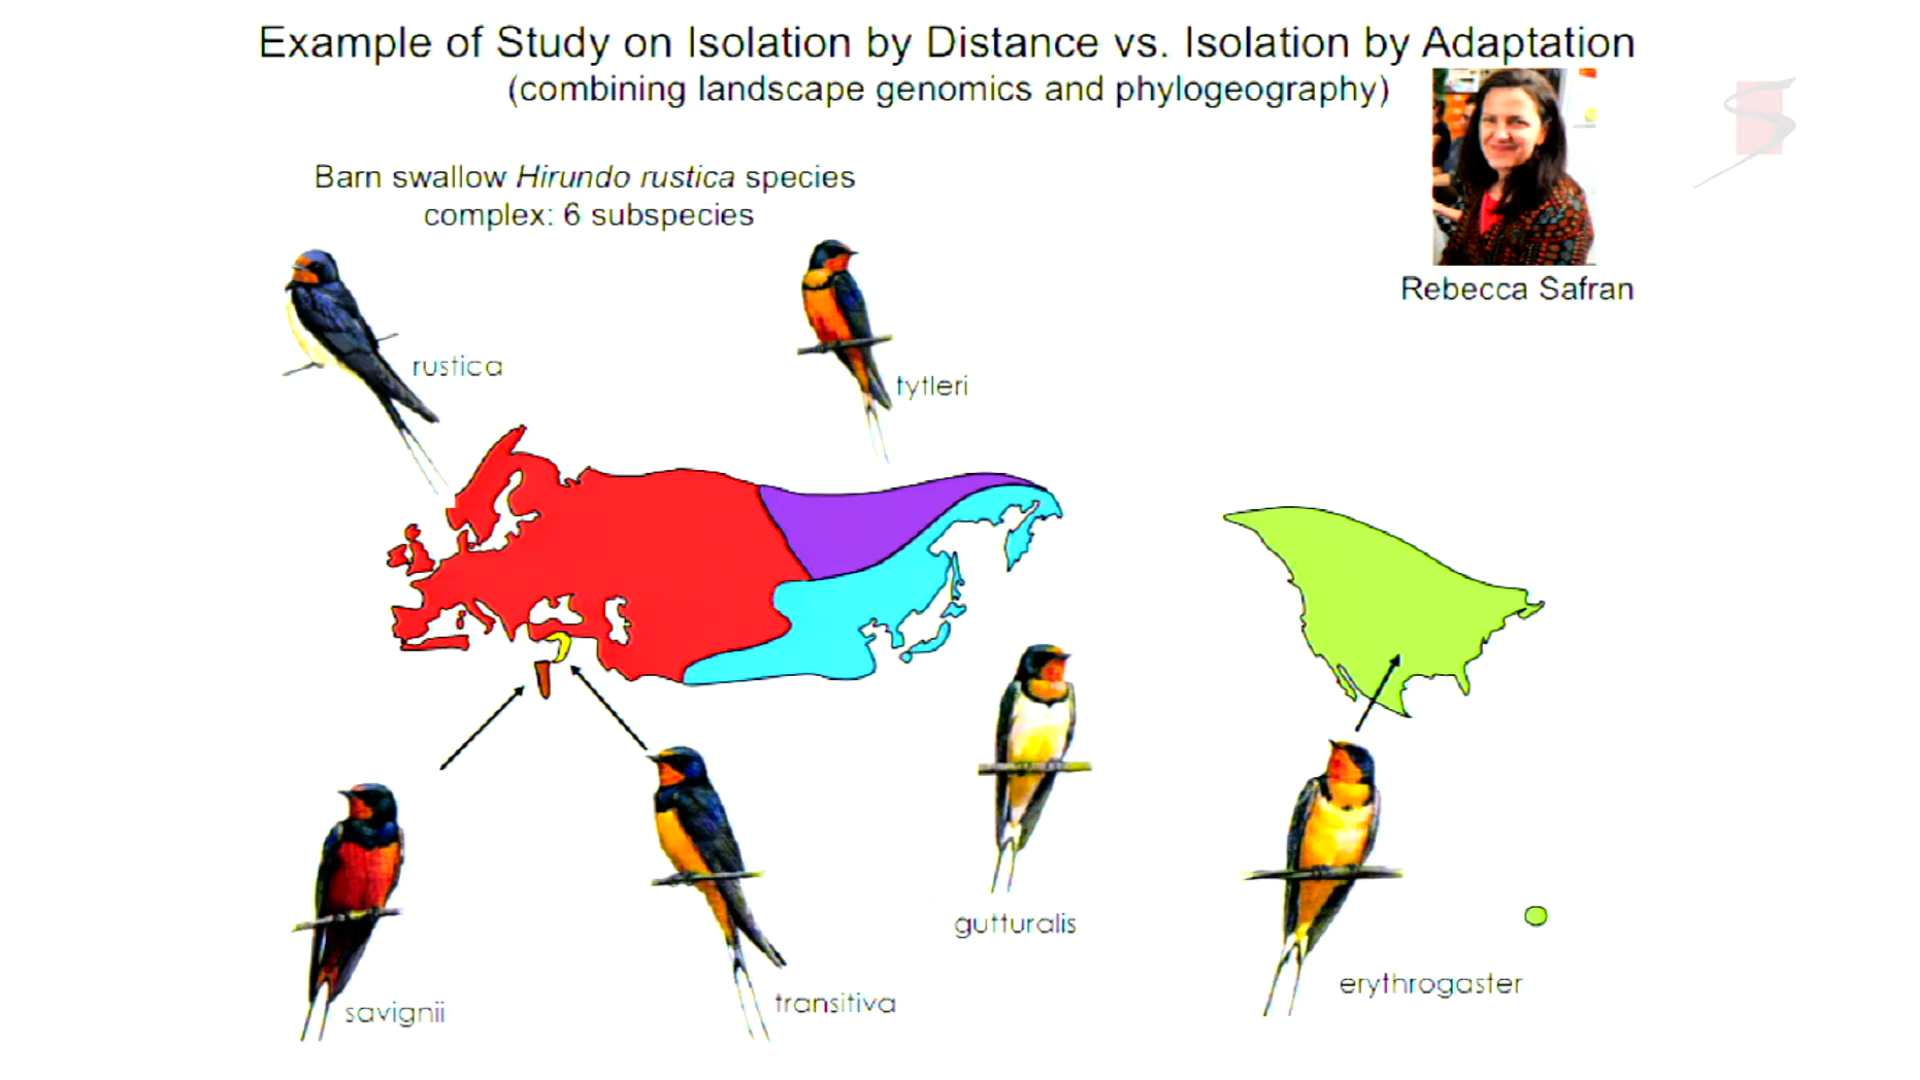 Example of Study on Isolation by Distance vs. Isolation by Adaptation
(combining landscape genomics and phylogeography)
Barn swallow Hirundo rustica species
complex: 6 subspecies
Rebecca Safran
rustica
tytleri
gutturalis
erythrogaster
savignii
transitiva